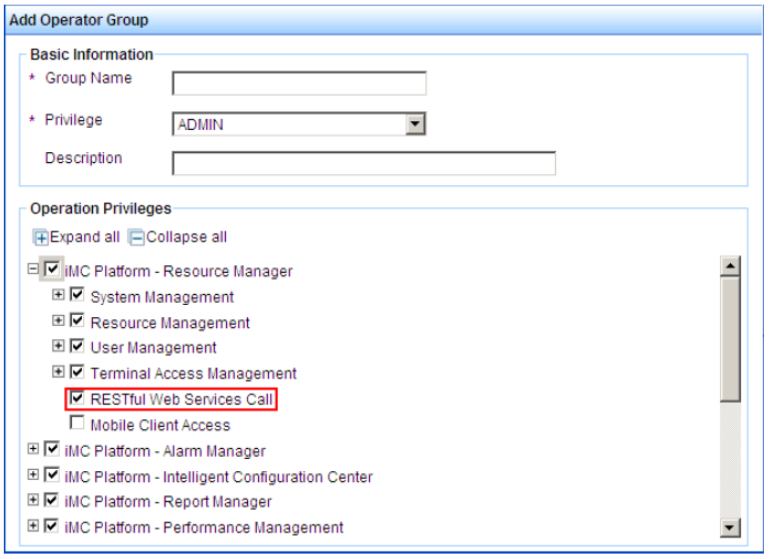 Add Operator Group
Basic Information
* Group Name
* Privilege ADMIN
Description
Operation Privileges
Expand all Collapse all
iMC Platform - Resource Manager
System Management
Resource Management
User Management
Terminal Access Management
RESTful Web Services Call
Mobile Client Access
iMC Platform - Alarm Manager
iMC Platform - Intelligent Configuration Center
iMC Platform - Report Manager
iMC Platform - Performance Management